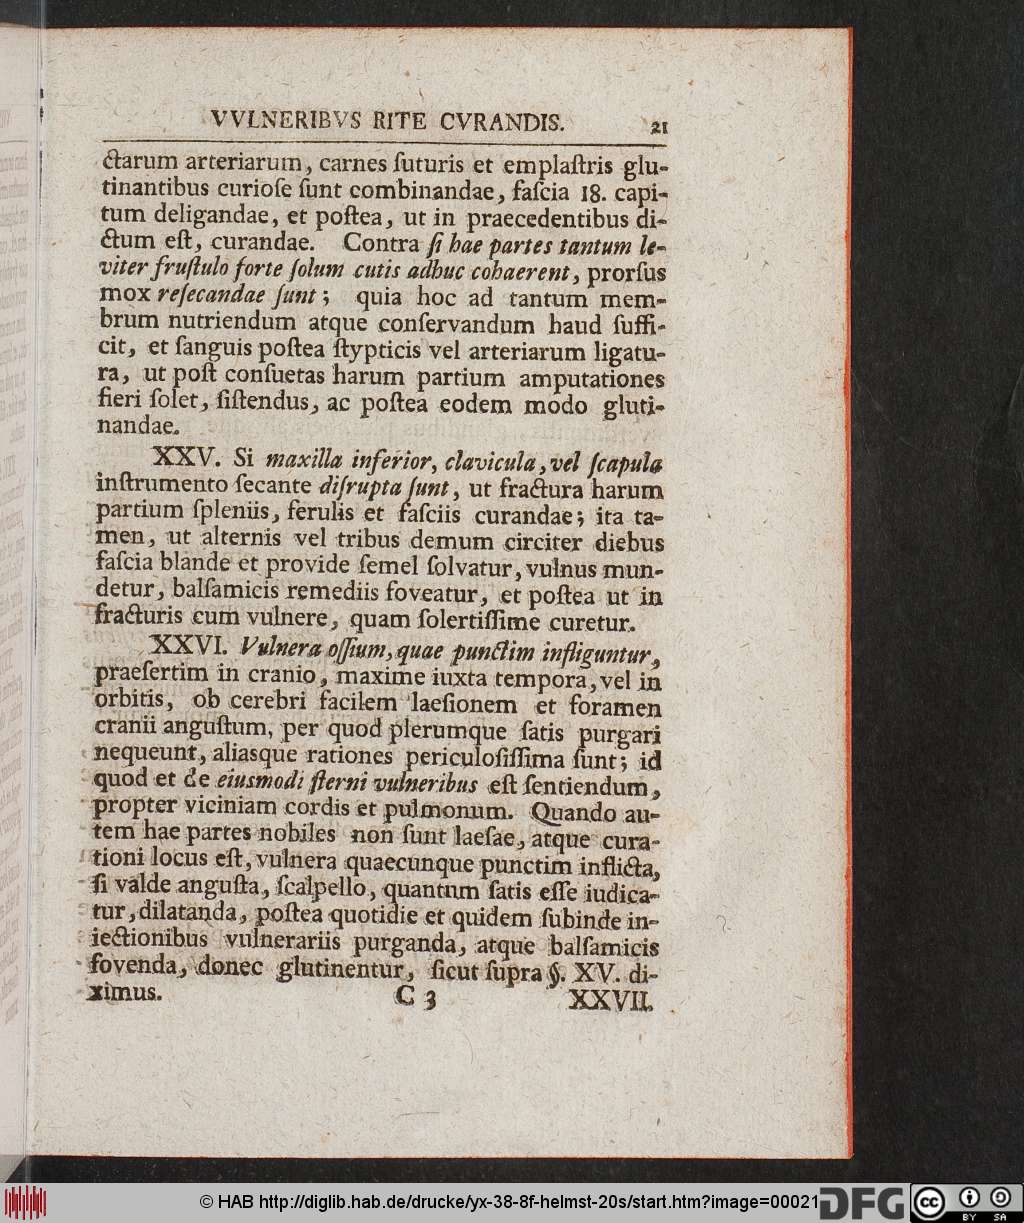 VVLNERIBVS RITE CVRANDIS. 21
ctarum arteriarum, carnes ſuturis et emplaſtris glu-
tinantibus curioſe ſunt combinandae, faſcia 18. capi-
tum deligandae, et poſtea, ut in praecedentibus di-
ctum eſt, curandae. Contra ſi hae partes tantum le-
viter fruſtulo forte ſolum cutis adhuc cohaerent, prorſus
mox reſecandae ſunt; quia hoc ad tantum mem-
brum nutriendum atque conſervandum haud ſuffi-
cit, et ſanguis poſtea ſtypticis vel arteriarum ligatu-
ra, ut poſt conſuetas harum partium amputationes
fieri ſolet, ſiſtendus, ac poſtea eodem modo gluti-
nandae.
XXV. Si maxilla inferior, clavicula, vel ſcapula
inſtrumento ſecante diſrupta ſunt, ut fractura harum
partium ſpleniis, ferulis et faſciis curandae; ita ta-
men, ut alternis vel tribus demum circiter diebus
faſcia blande et provide ſemel ſolvatur, vulnus mun-
detur, balſamicis remediis foveatur, et poſtea ut in
fracturis cum vulnere, quam ſolertiſſime curetur.
XXVI. Vulnera oſſium, quae punctim infliguntur,
praeſertim in cranio, maxime iuxta tempora, vel in
orbitis, ob cerebri facilem laeſionem et foramen
cranii anguſtum, per quod plerumque ſatis purgari
nequeunt, aliasque rationes periculoſiſſima ſunt; id
quod et de eiusmodi ſterni vulneribus eſt ſentiendum,
propter viciniam cordis et pulmonum. Quando au-
tem hae partes nobiles non ſunt laeſae, atque cura-
tioni locus eſt, vulnera quaecunque punctim inflicta,
ſi valde anguſta, ſcalpello, quantum ſatis eſſe iudica-
tur, dilatanda, poſtea quotidie et quidem ſubinde in-
iectionibus vulnerariis purganda, atque balſamicis
fovenda, donec glutinentur, ſicut ſupra §. XV. di-
ximus. C 3 XXVII.
© HAB http://diglib.hab.de/drucke/yx-38-8f-helmst-20s/start.htm?image=00021 DFG cc BY SA